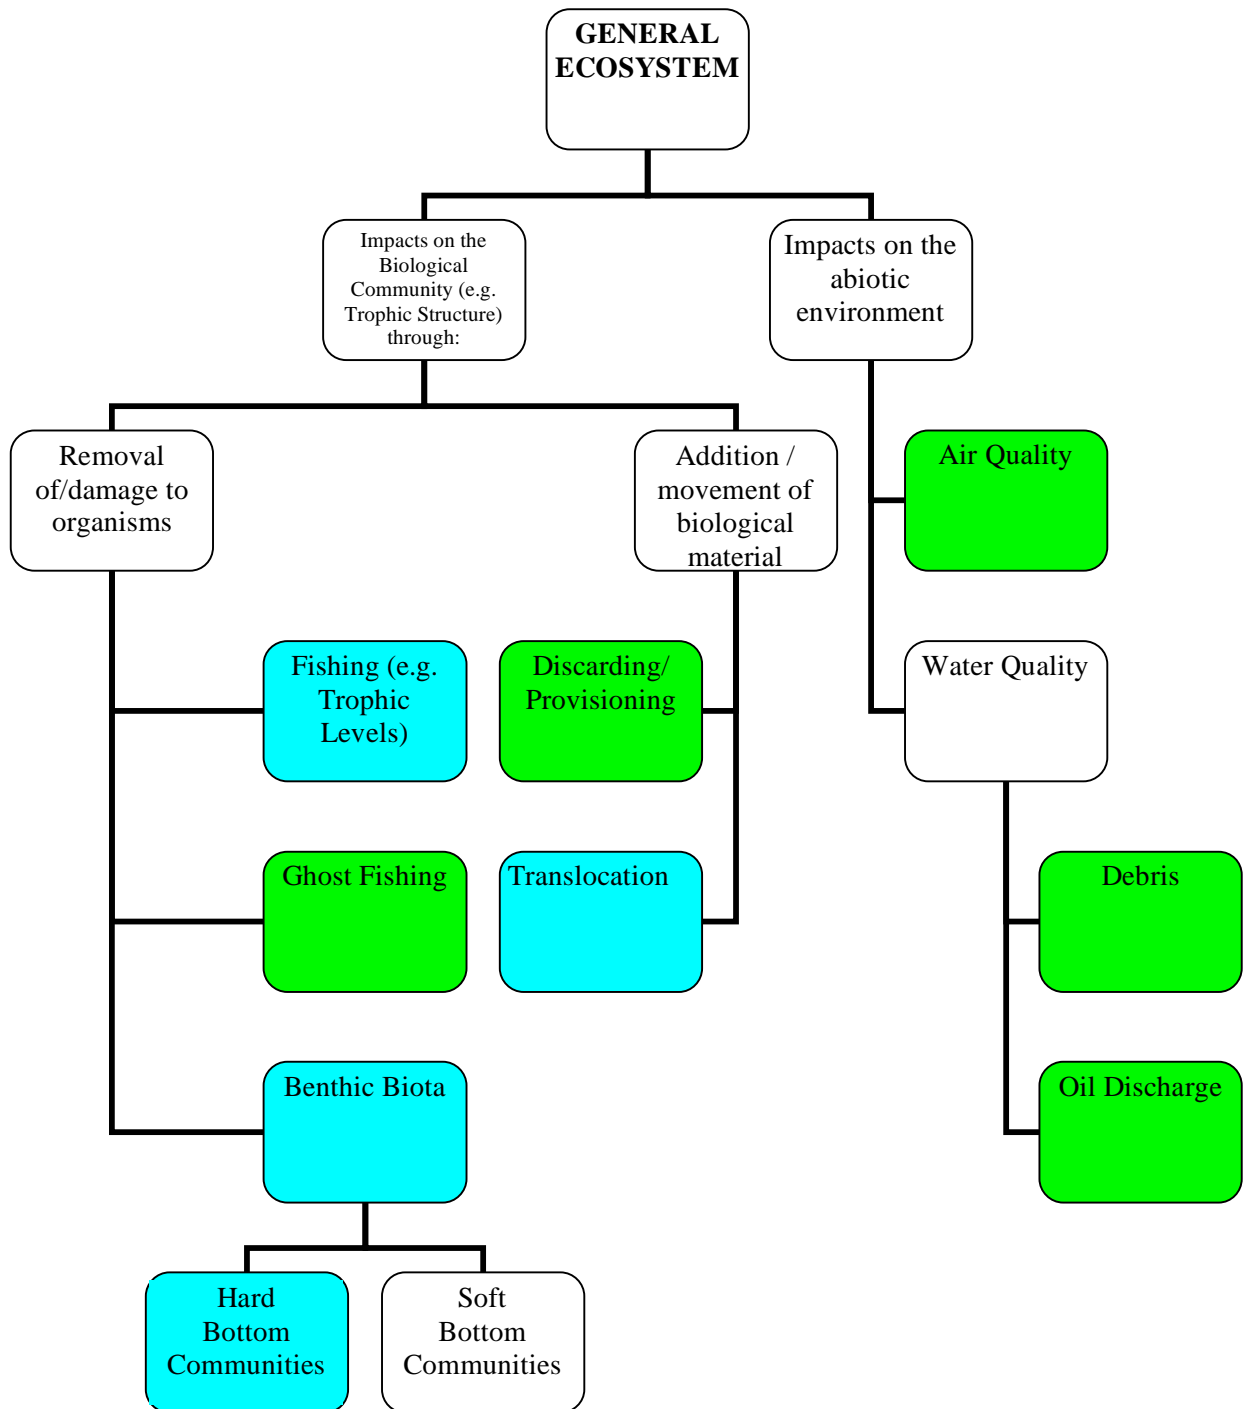 GENERAL
ECOSYSTEM
Impacts on the
Biological
Community (e.g.
Trophic Structure)
through:
Impacts on the
abiotic
environment
Removal
of/damage to
organisms
Addition /
movement of
biological
material
Air Quality
Fishing (e.g.
Trophic
Levels)
Discarding/
Provisioning
Water Quality
Ghost Fishing
Translocation
Debris
Benthic Biota
Oil Discharge
Hard
Bottom
Communities
Soft
Bottom
Communities